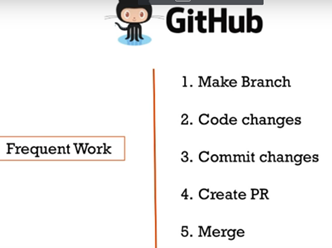 GitHub
1. Make Branch
2. Code changes
Frequent Work
3. Commit changes
4. Create PR
5. Merge